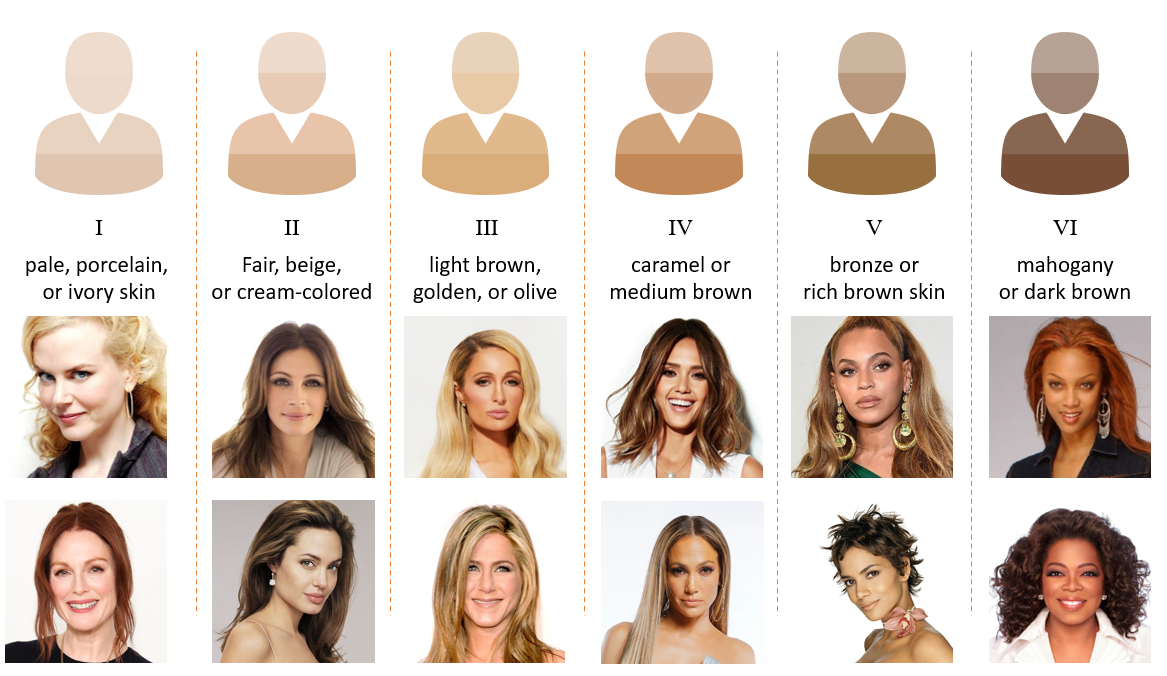 I
pale, porcelain,
or ivory skin
II
Fair, beige,
or cream-colored
III
light brown,
golden, or olive
IV
caramel or
medium brown
V
bronze or
rich brown skin
VI
mahogany
or dark brown